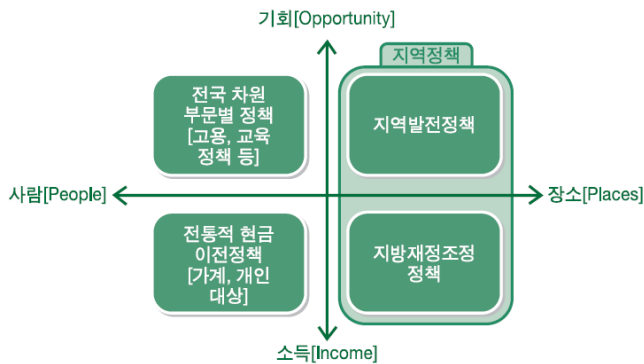 기회[Opportunity]
지역정책
전국 차원
부문별 정책
[고용, 교육
정책 등]
지역발전정책
사람[People]
장소[Places]
전통적 현금
이전정책
[가계, 개인
대상]
지방재정조정
정책
소득[Income]